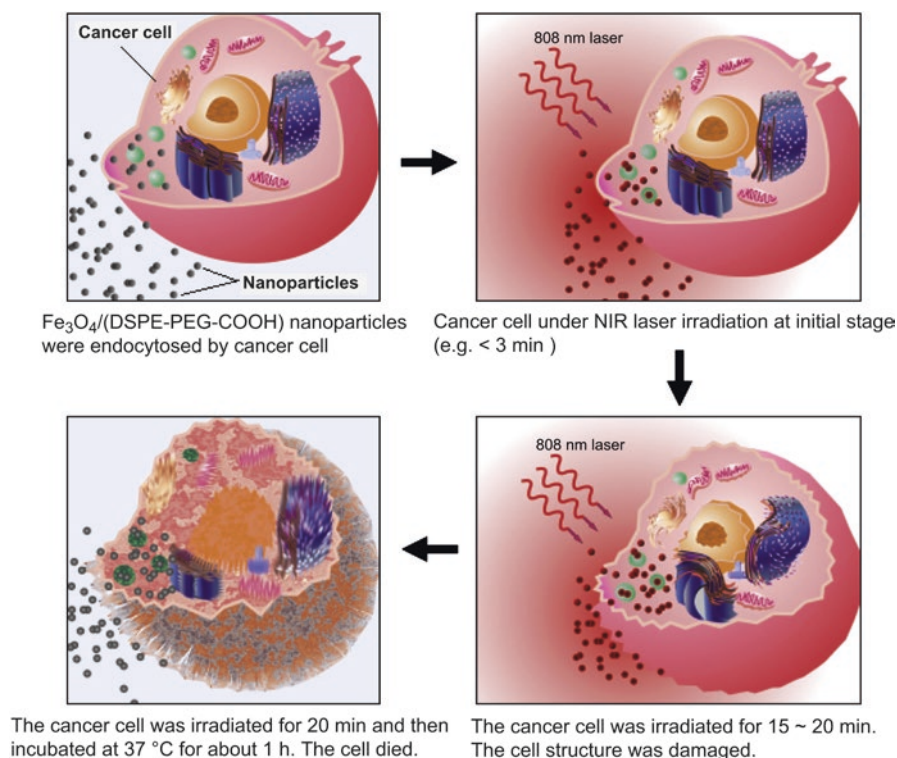 Cancer cell
Nanoparticles
Fe₃O₄/(DSPE-PEG-COOH) nanoparticles
were endocytosed by cancer cell
808 nm laser
Cancer cell under NIR laser irradiation at initial stage
(e.g. < 3 min )
808 nm laser
The cancer cell was irradiated for 15 ~ 20 min.
The cell structure was damaged.
The cancer cell was irradiated for 20 min and then
incubated at 37 °C for about 1 h. The cell died.